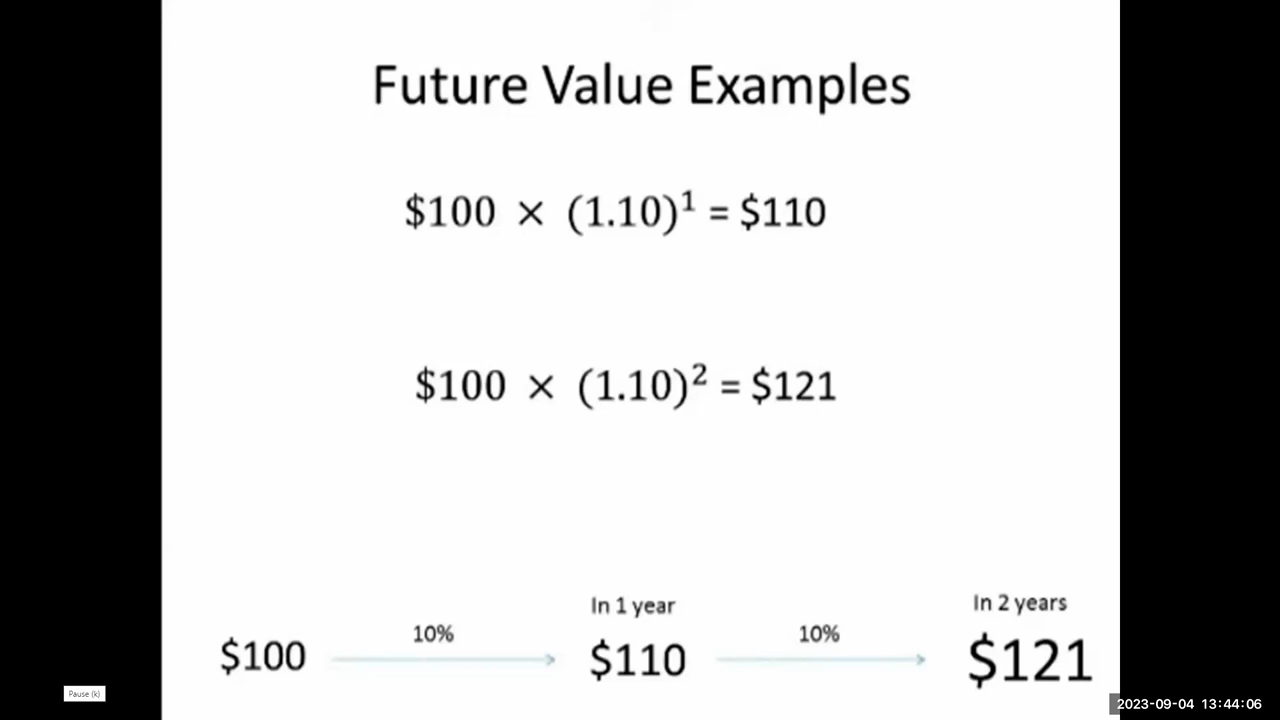 Future Value Examples
$100 × (1.10)¹ = $110
$100 × (1.10)² = $121
In 1 year
In 2 years
10%
10%
$100
$110
$121
Pause (k)
2023-09-04 13:44:06